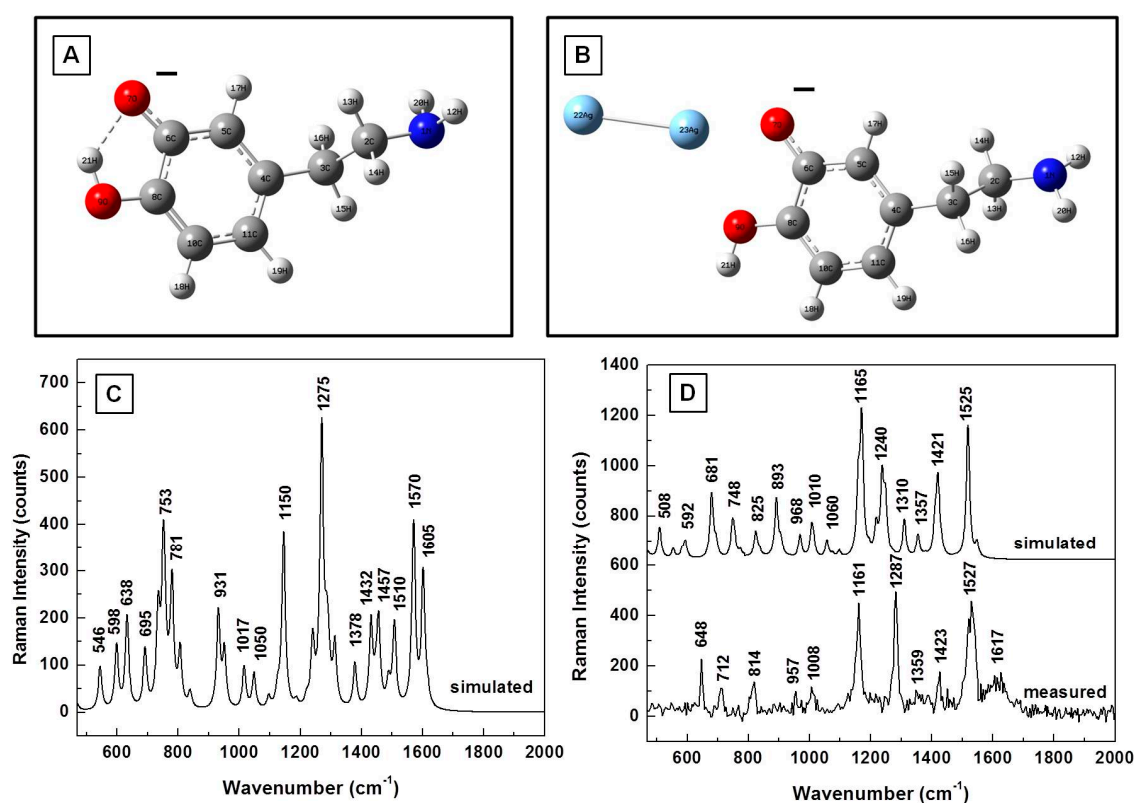 A
7O
17H
21H
6C
5C
13H
20H
12H
1N
16H
2C
14H
3C
4C
9O
8C
15H
10C
11C
18H
19H
B
22Ag
23Ag
7O
17H
14H
6C
5C
15H
2C
1N
12H
8C
4C
3C
13H
20H
9O
16H
21H
10C
11C
18H
19H
C
Raman Intensity (counts)
700
600
500
400
300
200
100
0
546
598
638
695
753
781
931
1017
1050
1150
1275
1378
1432
1457
1510
1570
1605
simulated
600 800 1000 1200 1400 1600 1800 2000
Wavenumber (cm-1)
D
Raman Intensity (counts)
1400
1200
1000
800
600
400
200
0
508
592
681
748
825
893
968
1010
1060
1165
1240
1310
1357
1421
1525
simulated
648
712
814
957
1008
1161
1287
1359
1423
1527
1617
measured
600 800 1000 1200 1400 1600 1800 2000
Wavenumber (cm-1)